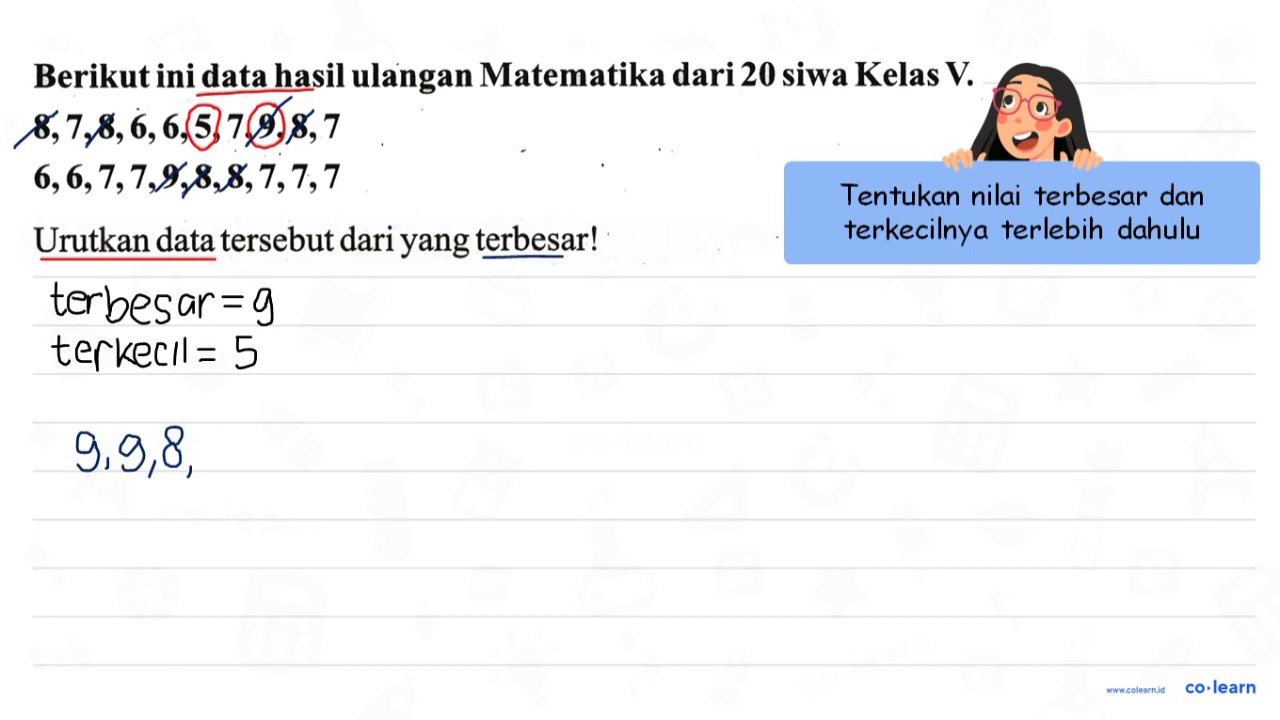 Berikut ini data hasil ulangan Matematika dari 20 siwa Kelas V.
8, 7, 8, 6, 6, 5, 7, 9, 8, 7
6, 6, 7, 7, 9, 8, 8, 7, 7, 7
Tentukan nilai terbesar dan
terkecilnya terlebih dahulu
Urutkan data tersebut dari yang terbesar!
terbesar = 9
terkecil = 5
9, 9, 8,
www.colearn.id co·learn